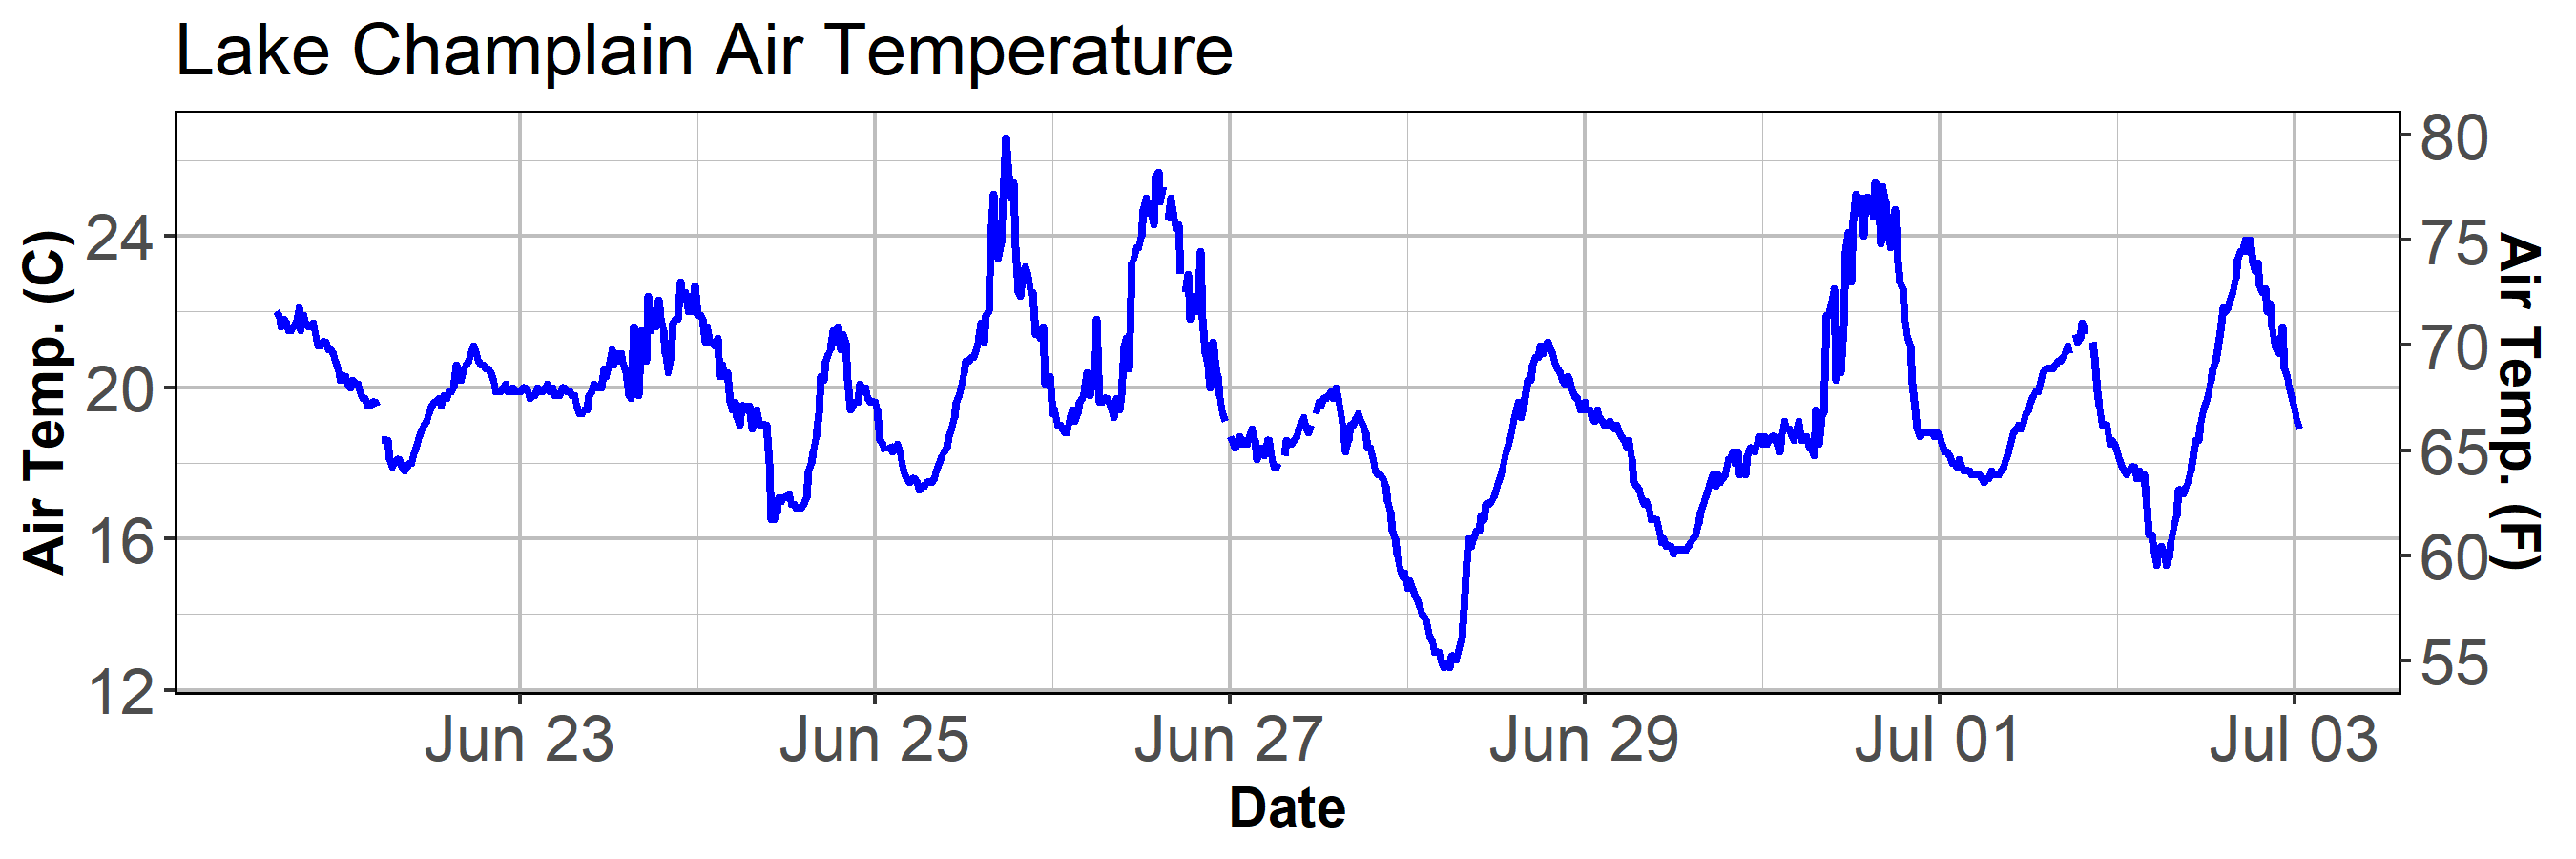 Lake Champlain Air Temperature
Air Temp. (C)
24
20
16
12
80
75
70
65
60
55
Air Temp. (F)
Jun 23 Jun 25 Jun 27 Jun 29 Jul 01 Jul 03
Date